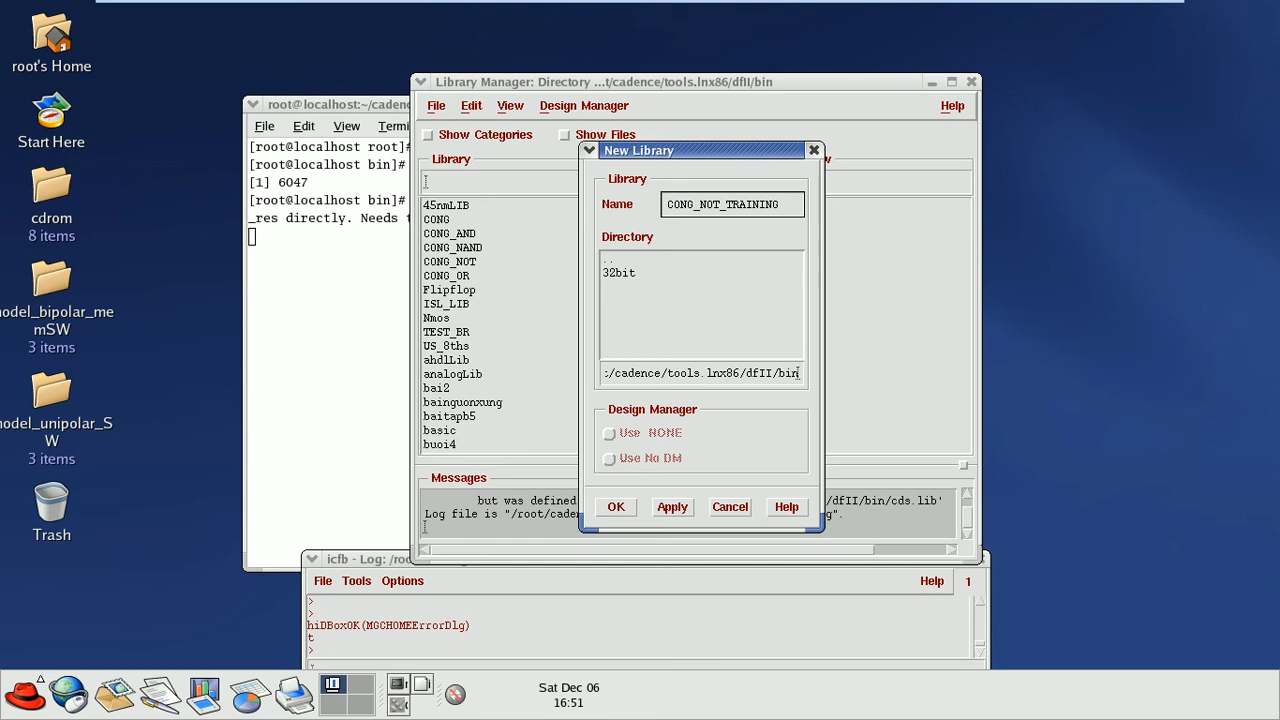 root's Home
Start Here
cdrom
8 items
model_bipolar_me
mSW
3 items
model_unipolar_S
W
3 items
Trash
root@localhost:~/cadenc
File Edit View Termi
[root@localhost root]#
[root@localhost bin]#
[1] 6047
[root@localhost bin]#
_res directly. Needs t
Library Manager: Directory ...t/cadence/tools.lnx86/dfII/bin
File Edit View Design Manager Help
Show Categories Show Files
Library
45nmLIB
CONG
CONG_AND
CONG_NAND
CONG_NOT
CONG_OR
Flipflop
ISL_LIB
Nmos
TEST_BR
US_8ths
ahdlLib
analogLib
bai2
bainguonxung
baitapb5
basic
buoi4
Messages
but was defined /dfII/bin/cds.lib'
Log file is "/root/caden g".
New Library
Library
Name CONG_NOT_TRAINING
Directory
..
32bit
:/cadence/tools.lnx86/dfII/bin
Design Manager
Use NONE
Use No DM
OK Apply Cancel Help
icfb - Log: /ro
File Tools Options Help 1
>
>
hiDBoxOK(MGCHOMEErrorDlg)
t
>
Sat Dec 06
16:51